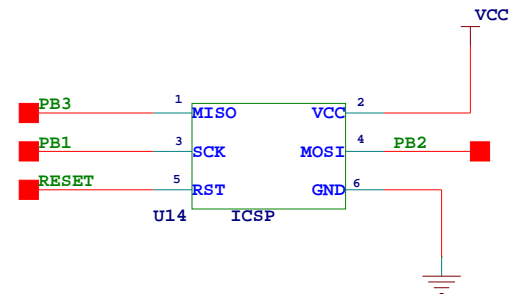 VCC
PB3 1 MISO VCC 2
PB1 3 SCK MOSI 4 PB2
RESET 5 RST GND 6
U14 ICSP